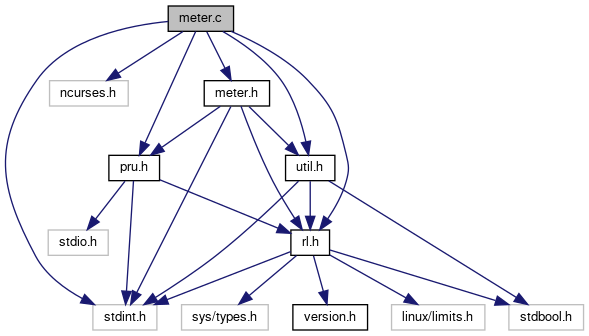 meter.c
ncurses.h
meter.h
pru.h
util.h
stdio.h
rl.h
stdint.h
sys/types.h
version.h
linux/limits.h
stdbool.h